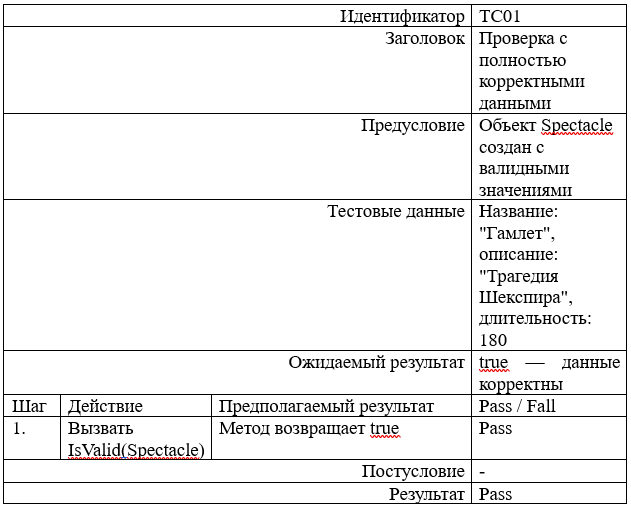 Идентификатор TC01
Заголовок Проверка с
полностью
корректными
данными
Предусловие Объект Spectacle
создан с
валидными
значениями
Тестовые данные Название:
"Гамлет",
описание:
"Трагедия
Шекспира",
длительность:
180
Ожидаемый результат true — данные
корректны
Шаг Действие Предполагаемый результат Pass / Fall
1. Вызвать Метод возвращает true Pass
IsValid(Spectacle)
Постусловие -
Результат Pass